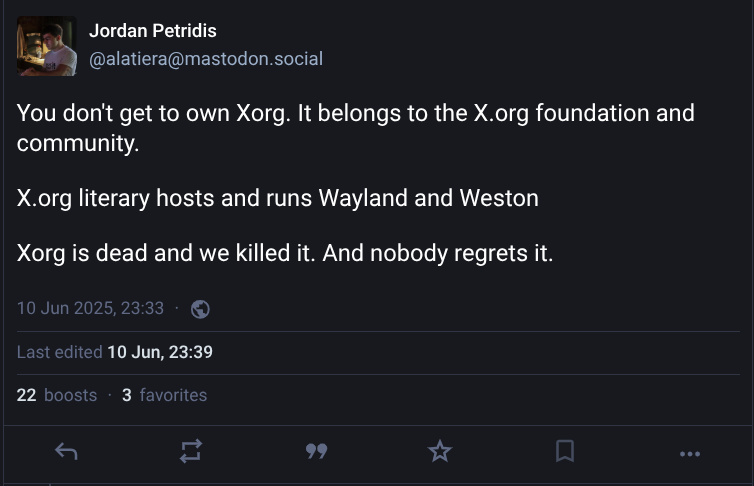 Jordan Petridis
@alatiera@mastodon.social
You don't get to own Xorg. It belongs to the X.org foundation and
community.
X.org literary hosts and runs Wayland and Weston
Xorg is dead and we killed it. And nobody regrets it.
10 Jun 2025, 23:33 ·
Last edited 10 Jun, 23:39
22 boosts · 3 favorites